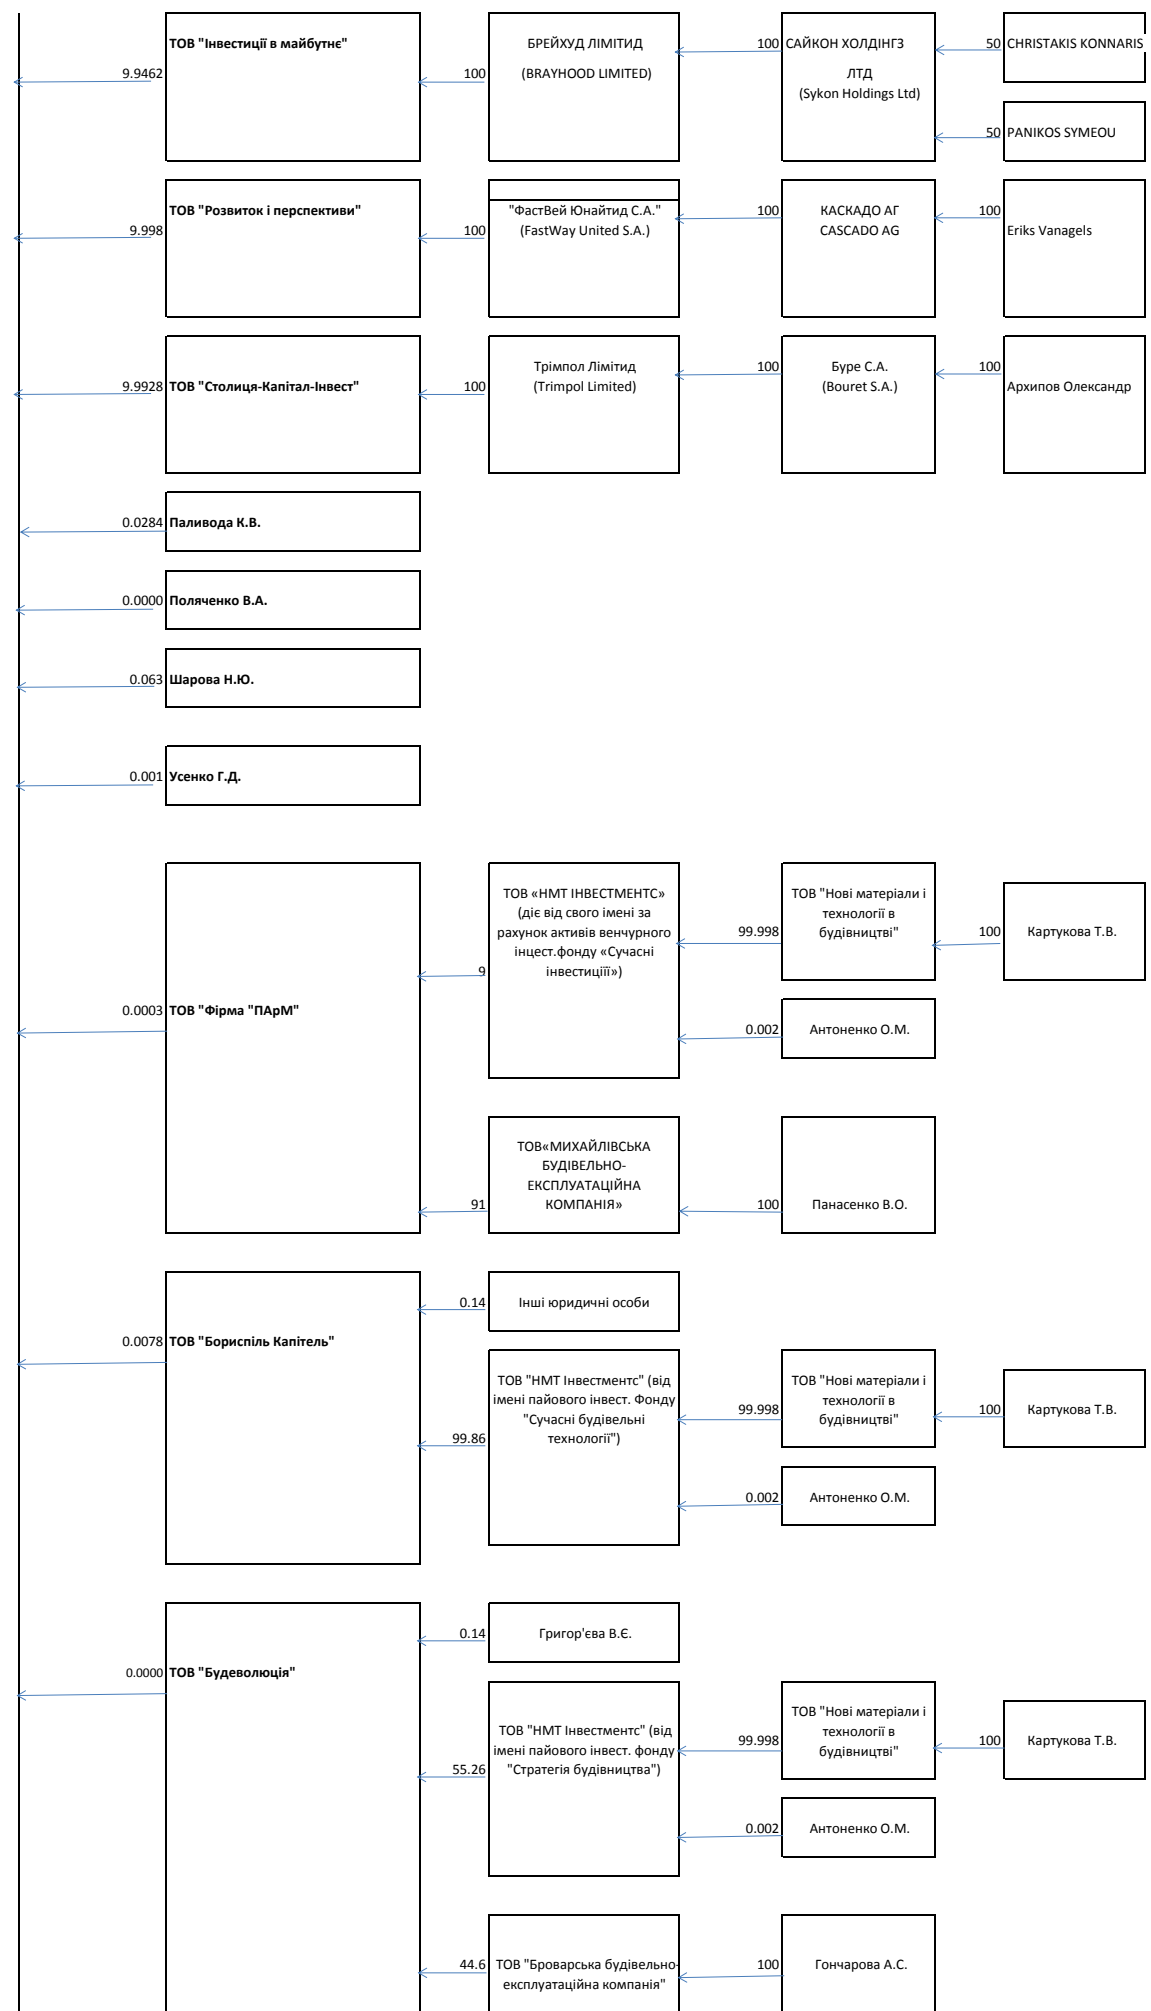 ТОВ "Інвестиції в майбутнє"
БРЕЙХУД ЛІМІТИД
100 САЙКОН ХОЛДІНГЗ
50 CHRISTAKIS KONNARIS
9.9462
100
(BRAYHOOD LIMITED)
ЛТД
(Sykon Holdings Ltd)
50 PANIKOS SYMEOU
ТОВ "Розвиток і перспективи"
"ФастВей Юнайтид С.А."
100
КАСКАДО АГ
100
9.998
100
(FastWay United S.A.)
CASCADO AG
Eriks Vanagels
Трімпол Лімітид
100
Буре С.А.
100
9.9928 ТОВ "Столиця-Капітал-Інвест"
100
(Trimpol Limited)
(Bouret S.A.)
Архипов Олександр
0.0284 Паливода К.В.
0.0000 Поляченко В.А.
0.063 Шарова Н.Ю.
0.001 Усенко Г.Д.
ТОВ «НМТ ІНВЕСТМЕНТС»
(діє від свого імені за
рахунок активів венчурного
інцест.фонду «Сучасні
інвестиціїі»)
99.998
ТОВ "Нові матеріали і
технології в
будівництві"
100
Картукова Т.В.
9
0.0003 ТОВ "Фірма "ПАрМ"
0.002
Антоненко О.М.
ТОВ«МИХАЙЛІВСЬКА
БУДІВЕЛЬНО-
ЕКСПЛУАТАЦІЙНА
КОМПАНІЯ»
91
100
Панасенко В.О.
0.14
Інші юридичні особи
0.0078 ТОВ "Бориспіль Капітель"
ТОВ "НМТ Інвестментс" (від
імені пайового інвест. Фонду
"Сучасні будівельні
технології")
99.86
99.998
ТОВ "Нові матеріали і
технології в
будівництві"
100
Картукова Т.В.
0.002
Антоненко О.М.
0.14
Григор'єва В.Є.
0.0000 ТОВ "Будеволюція"
ТОВ "НМТ Інвестментс" (від
імені пайового інвест. фонду
"Стратегія будівництва")
55.26
99.998
ТОВ "Нові матеріали і
технології в
будівництві"
100
Картукова Т.В.
0.002
Антоненко О.М.
44.6
ТОВ "Броварська будівельно-
експлуатаційна компанія"
100
Гончарова А.С.